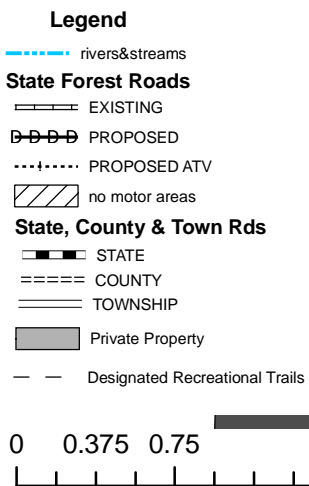 Legend
rivers&streams
State Forest Roads
EXISTING
PROPOSED
PROPOSED ATV
no motor areas
State, County & Town Rds
STATE
COUNTY
TOWNSHIP
Private Property
Designated Recreational Trails
0 0.375 0.75